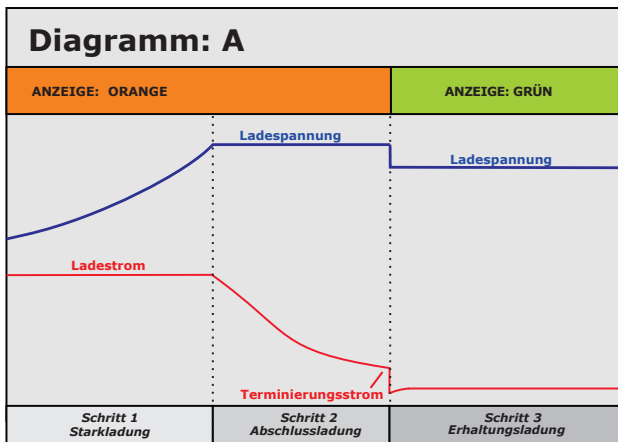 Diagramm: A
ANZEIGE: ORANGE
ANZEIGE: GRÜN
Ladespannung
Ladespannung
Ladestrom
Terminierungsstrom
Schritt 1
Starkladung
Schritt 2
Abschlussladung
Schritt 3
Erhaltungsladung